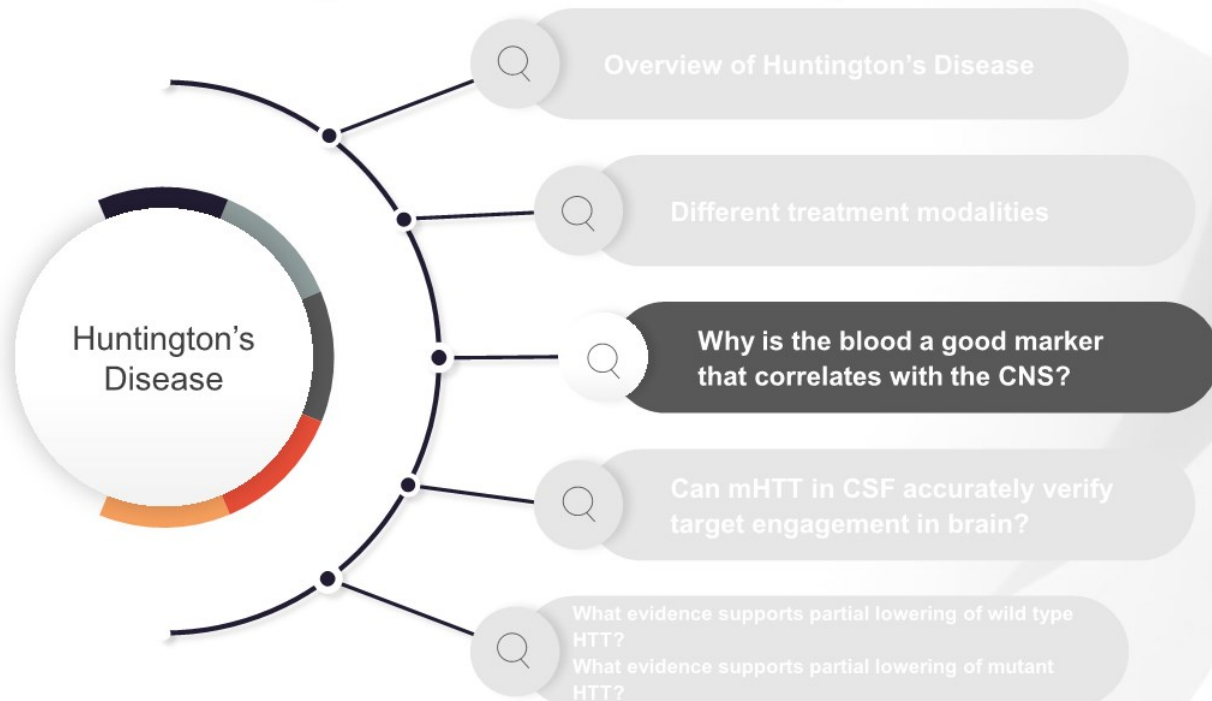 Overview of Huntington’s Disease
Different treatment modalities
Huntington’s
Disease
Why is the blood a good marker
that correlates with the CNS?
Can mHTT in CSF accurately verify
target engagement in brain?
What evidence supports partial lowering of wild type
HTT?
What evidence supports partial lowering of mutant
HTT?